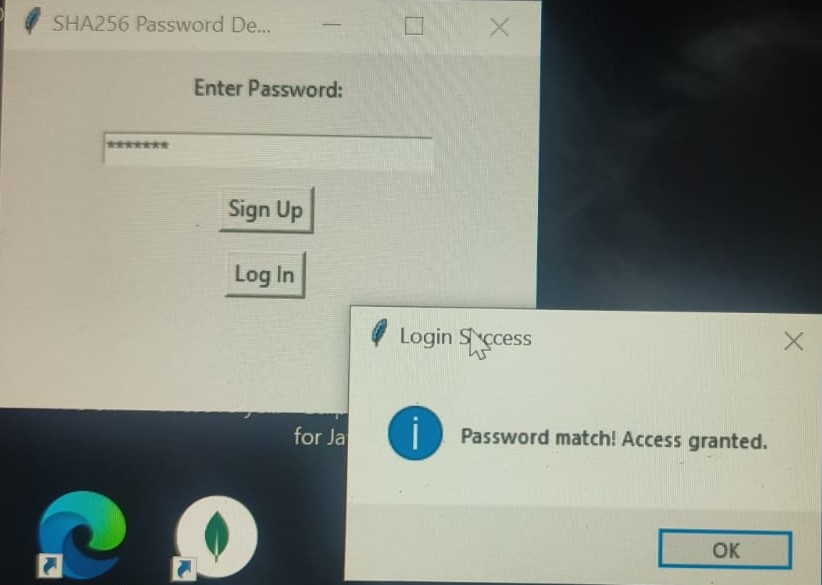 SHA256 Password De...
Enter Password:
*******
Sign Up
Log In
Login Success
Password match! Access granted.
OK
for Ja